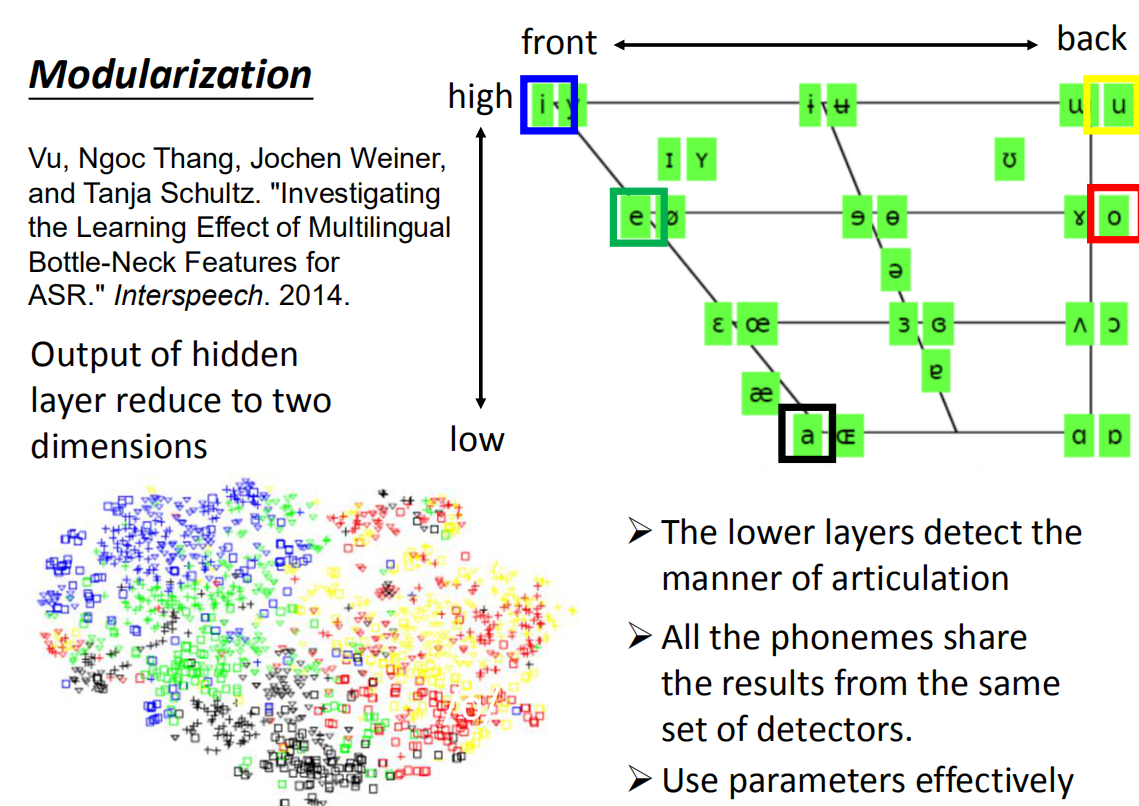 Modularization
Vu, Ngoc Thang, Jochen Weiner,
and Tanja Schultz. "Investigating
the Learning Effect of Multilingual
Bottle-Neck Features for
ASR." Interspeech. 2014.
Output of hidden
layer reduce to two
dimensions
front back
high
low
i y ɨ ʉ ɯ u
ɪ ʏ ʊ
e ø ɘ ɵ ɤ o
ə
ɛ œ ɜ ɞ ʌ ɔ
æ ɐ
a ɶ ɑ ɒ
➢ The lower layers detect the
manner of articulation
➢ All the phonemes share
the results from the same
set of detectors.
➢ Use parameters effectively